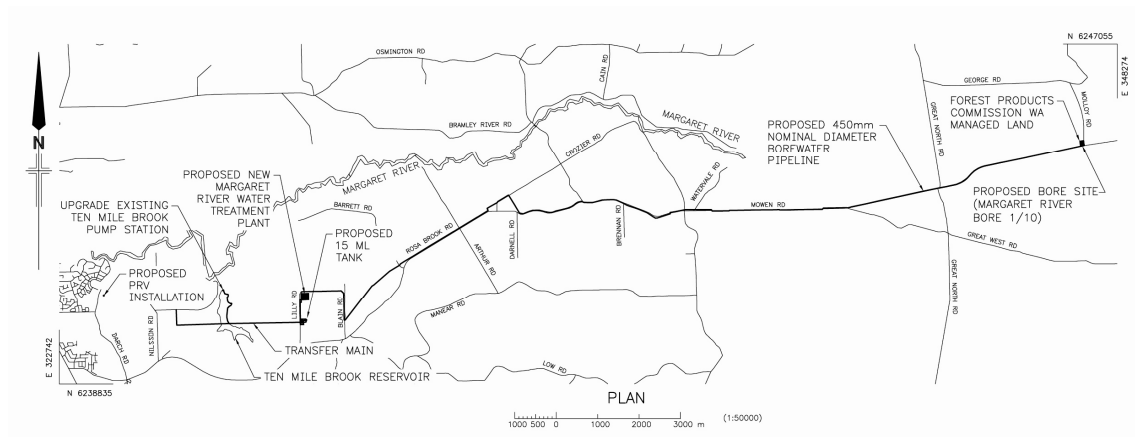 N 6247055
E 348274
OSMINGTON RD
CAIN RD
GEORGE RD
MOLLOY RD
FOREST PRODUCTS
COMMISSION WA
MANAGED LAND
GREAT NORTH RD
BRAMLEY RIVER RD
MARGARET RIVER
PROPOSED 450mm
NOMINAL DIAMETER
BOREWATER
PIPELINE
N
CROZIER RD
MARGARET RIVER
PROPOSED NEW
MARGARET
RIVER WATER
TREATMENT
PLANT
WATERVALE RD
PROPOSED BORE SITE
(MARGARET RIVER
BORE 1/10)
UPGRADE EXISTING
TEN MILE BROOK
PUMP STATION
BARRETT RD
MOWEN RD
PROPOSED
15 ML
TANK
ROSA BROOK RD
ARTHUR RD
DARNELL RD
BRENNAN RD
GREAT WEST RD
PROPOSED
PRV
INSTALLATION
LILLY RD
BLAIN RD
GREAT NORTH RD
MANEAR RD
NILSSON RD
DARCH RD
TRANSFER MAIN
E 322742
TEN MILE BROOK RESERVOIR
LOW RD
N 6238835
PLAN
1000 500 0 1000 2000 3000 m (1:50000)